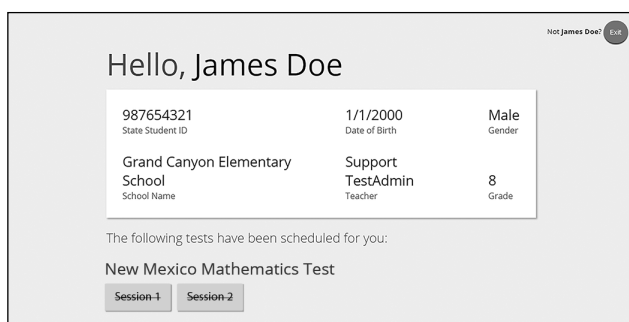 Not James Doe? Exit
Hello, James Doe
987654321 1/1/2000 Male
State Student ID Date of Birth Gender
Grand Canyon Elementary Support
School TestAdmin 8
School Name Teacher Grade
The following tests have been scheduled for you:
New Mexico Mathematics Test
Session 1 Session 2